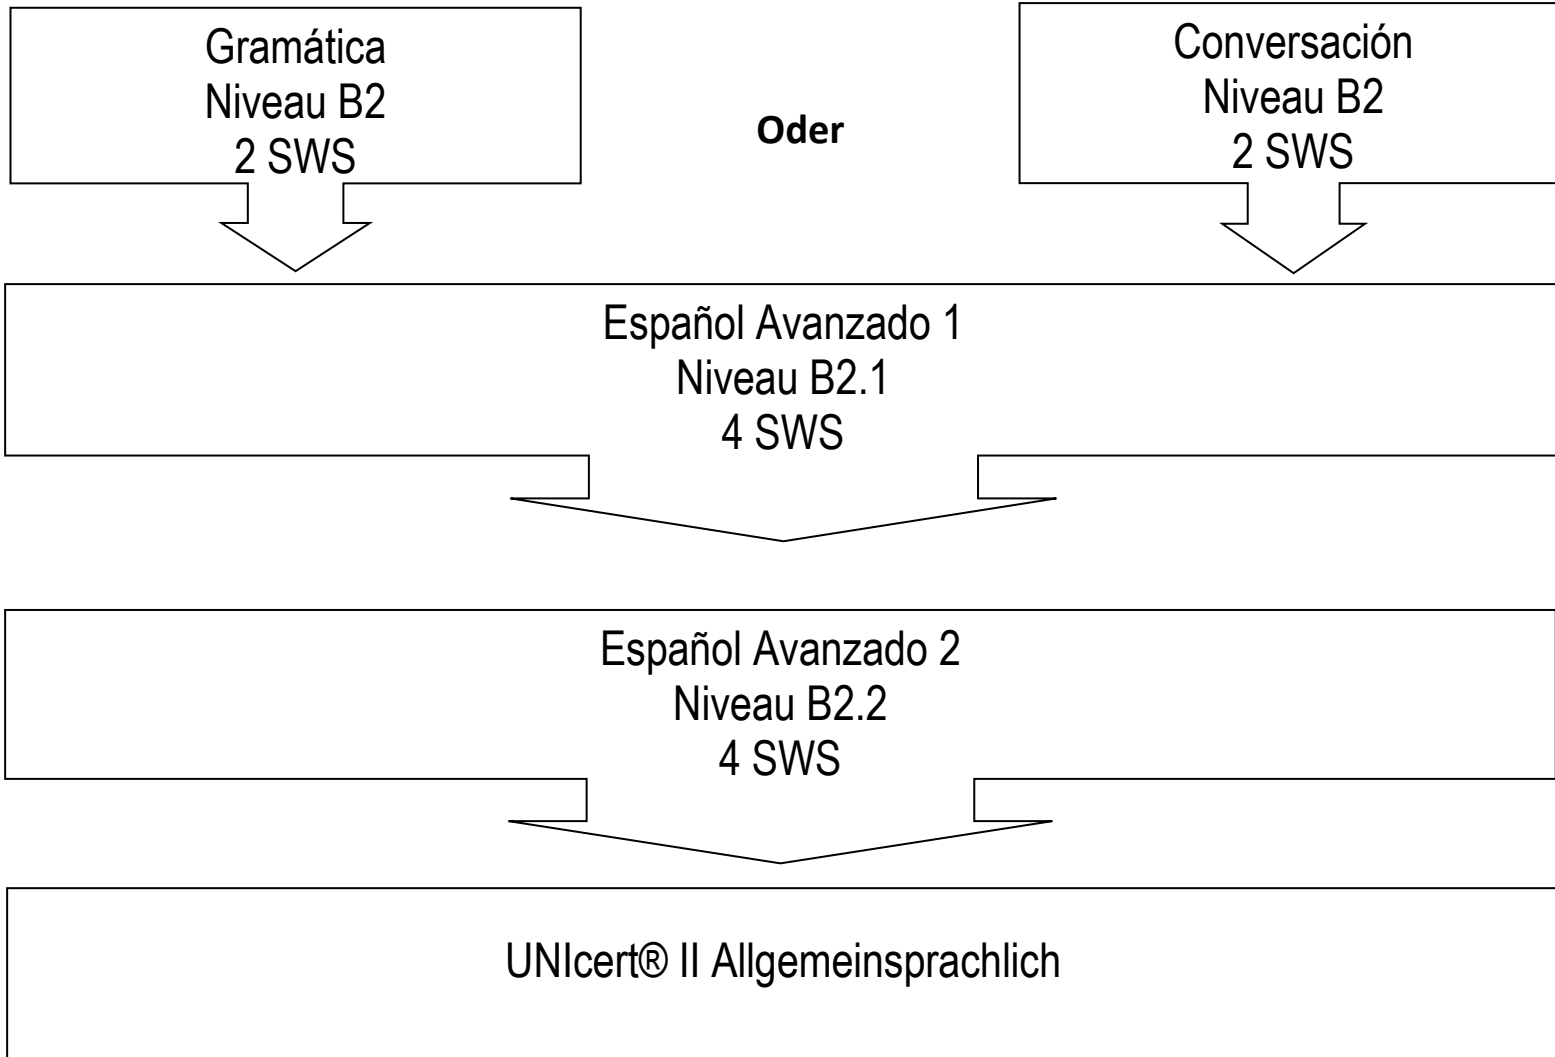 Gramática
Niveau B2
2 SWS
Oder
Conversación
Niveau B2
2 SWS
Español Avanzado 1
Niveau B2.1
4 SWS
Español Avanzado 2
Niveau B2.2
4 SWS
UNIcert® II Allgemeinsprachlich